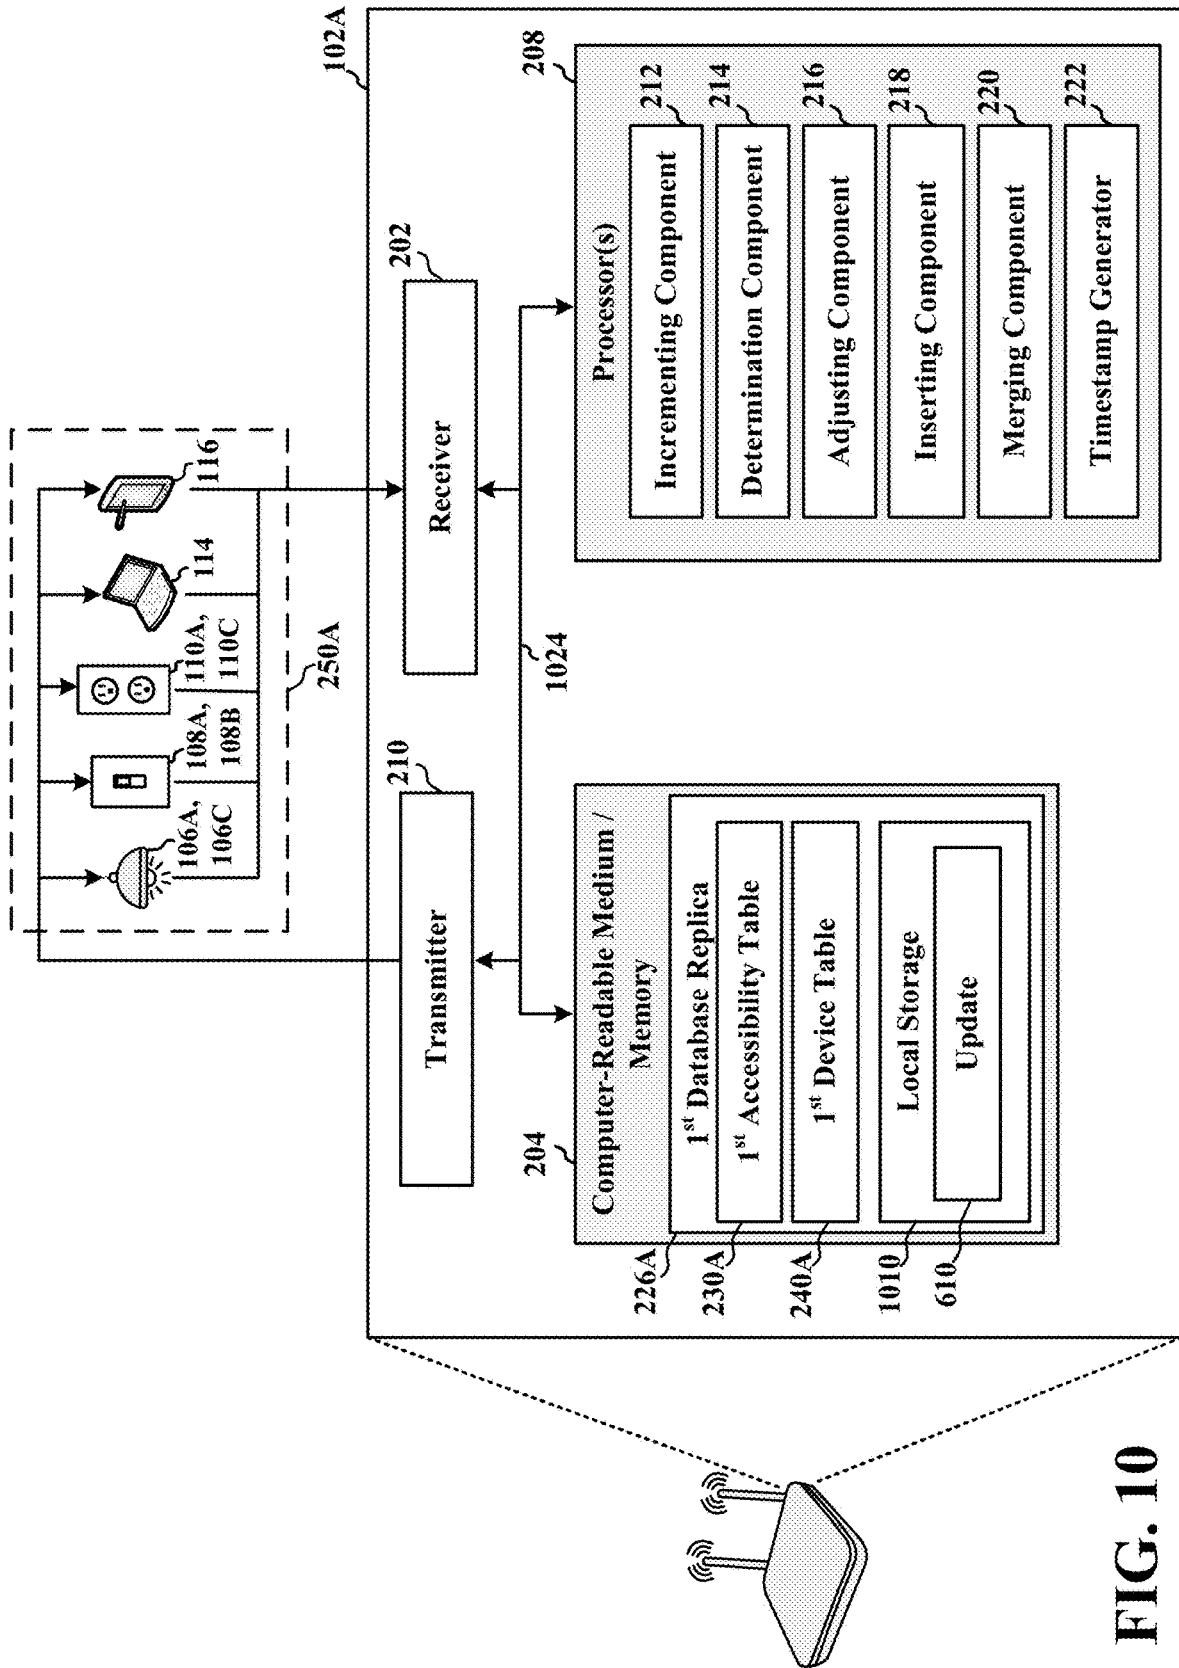 106A,
106C
108A,
108B
110A,
110C
114
116
250A
102A
210
Transmitter
202
Receiver
1024
204
Computer-Readable Medium /
Memory
226A
1st Database Replica
230A
1st Accessibility Table
240A
1st Device Table
1010
Local Storage
610
Update
208
Processor(s)
Incrementing Component
212
Determination Component
214
Adjusting Component
216
Inserting Component
218
Merging Component
220
Timestamp Generator
222
FIG. 10